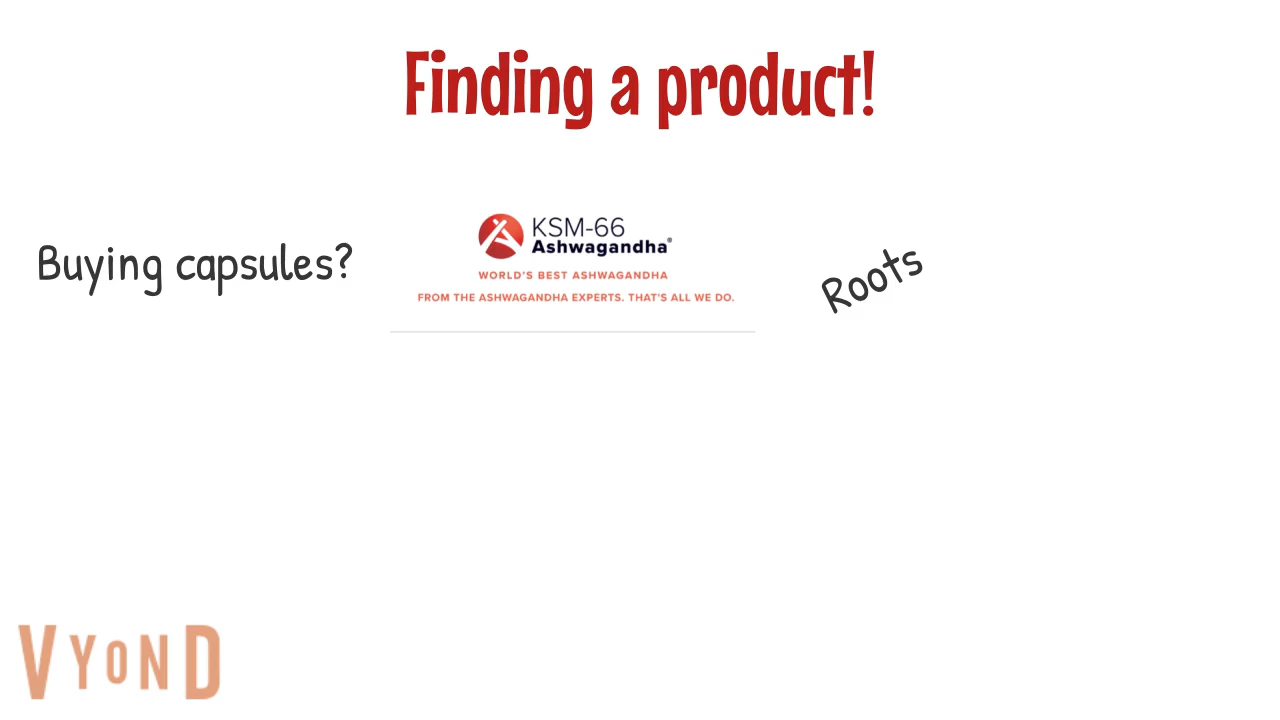 Finding a product!
Buying capsules?
KSM-66
Ashwagandha®
WORLD'S BEST ASHWAGANDHA
FROM THE ASHWAGANDHA EXPERTS. THAT'S ALL WE DO.
Roots
VYOND